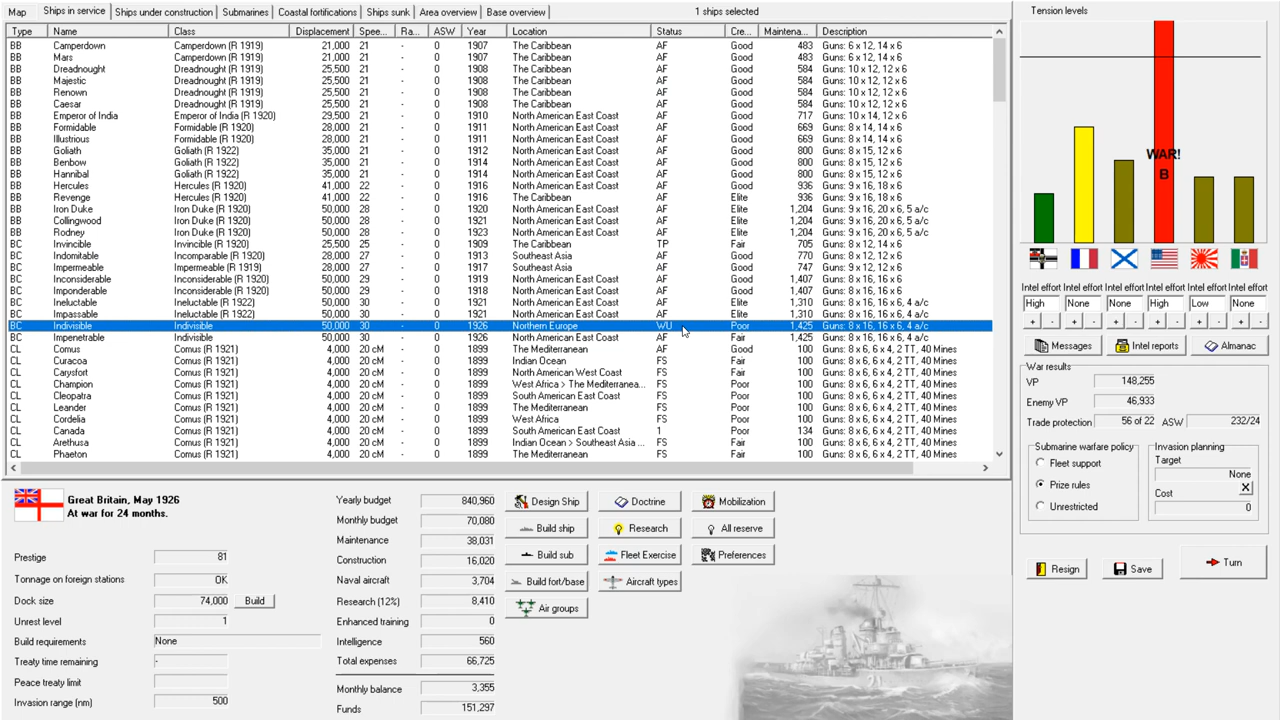 Map Ships in service Ships under construction Submarines Coastal fortifications Ships sunk Area overview Base overview 1 ships selected
Type Name Class Displacement Spee... Ra... ASW Year Location Status Cre... Maintena... Description
BB Camperdown Camperdown (R 1919) 21,000 21 - 0 1907 The Caribbean AF Good 483 Guns: 6 x 12, 14 x 6
BB Mars Camperdown (R 1919) 21,000 21 - 0 1907 The Caribbean AF Good 483 Guns: 6 x 12, 14 x 6
BB Dreadnought Dreadnought (R 1919) 25,500 21 - 0 1908 The Caribbean AF Good 584 Guns: 10 x 12, 12 x 6
BB Majestic Dreadnought (R 1919) 25,500 21 - 0 1908 The Caribbean AF Good 584 Guns: 10 x 12, 12 x 6
BB Renown Dreadnought (R 1919) 25,500 21 - 0 1908 The Caribbean AF Good 584 Guns: 10 x 12, 12 x 6
BB Caesar Dreadnought (R 1919) 25,500 21 - 0 1908 The Caribbean AF Good 584 Guns: 10 x 12, 12 x 6
BB Emperor of India Emperor of India (R 1920) 29,500 21 - 0 1910 North American East Coast AF Good 717 Guns: 10 x 14, 12 x 6
BB Formidable Formidable (R 1920) 28,000 21 - 0 1911 North American East Coast AF Good 669 Guns: 8 x 14, 14 x 6
BB Illustrious Formidable (R 1920) 28,000 21 - 0 1911 North American East Coast AF Good 669 Guns: 8 x 14, 14 x 6
BB Goliath Goliath (R 1922) 35,000 21 - 0 1912 North American East Coast AF Good 800 Guns: 8 x 15, 12 x 6
BB Benbow Goliath (R 1922) 35,000 21 - 0 1914 North American East Coast AF Good 800 Guns: 8 x 15, 12 x 6
BB Hannibal Goliath (R 1922) 35,000 21 - 0 1914 North American East Coast AF Good 800 Guns: 8 x 15, 12 x 6
BB Hercules Hercules (R 1920) 41,000 22 - 0 1916 North American East Coast AF Good 936 Guns: 9 x 16, 18 x 6
BB Revenge Hercules (R 1920) 41,000 22 - 0 1916 The Caribbean AF Elite 936 Guns: 9 x 16, 18 x 6
BB Iron Duke Iron Duke (R 1920) 50,000 28 - 0 1920 North American East Coast AF Elite 1,204 Guns: 9 x 16, 20 x 6, 5 a/c
BB Collingwood Iron Duke (R 1920) 50,000 28 - 0 1921 North American East Coast AF Elite 1,204 Guns: 9 x 16, 20 x 6, 5 a/c
BB Rodney Iron Duke (R 1920) 50,000 28 - 0 1923 North American East Coast AF Elite 1,223 Guns: 9 x 16, 20 x 6, 5 a/c
BC Invincible Invincible (R 1920) 25,500 25 - 0 1909 The Caribbean TP Fair 705 Guns: 8 x 12, 14 x 6
BC Indomitable Incomparable (R 1920) 28,000 27 - 0 1913 Southeast Asia AF Good 770 Guns: 8 x 14, 12 x 6
BC Impermeable Impermeable (R 1919) 28,000 27 - 0 1917 Southeast Asia AF Good 747 Guns: 9 x 12, 12 x 6
BC Inconsiderable Inconsiderable (R 1920) 44,000 29 - 0 1919 North American East Coast AF Good 1,407 Guns: 8 x 16, 16 x 6
BC Imponderable Inconsiderable (R 1920) 44,000 29 - 0 1918 North American East Coast AF Good 1,407 Guns: 8 x 16, 16 x 6
BC Ineluctable Ineluctable (R 1922) 50,000 30 - 0 1921 North American East Coast AF Elite 1,310 Guns: 8 x 16, 16 x 6, 4 a/c
BC Impassable Ineluctable (R 1922) 50,000 30 - 0 1921 North American East Coast AF Elite 1,310 Guns: 8 x 16, 16 x 6, 4 a/c
BC Indivisible Indivisible 50,000 30 - 0 1926 Northern Europe WU Poor 1,425 Guns: 8 x 16, 16 x 6, 4 a/c
BC Impenetrable Indivisible 50,000 30 - 0 1926 North American East Coast AF Fair 1,425 Guns: 8 x 16, 16 x 6, 4 a/c
CL Comus Comus (R 1921) 4,000 20 cM - 0 1899 The Mediterranean AF Good 100 Guns: 8 x 6, 6 x 4, 2 TT, 40 Mines
CL Curacoa Comus (R 1921) 4,000 20 cM - 0 1899 Indian Ocean FS Fair 100 Guns: 8 x 6, 6 x 4, 2 TT, 40 Mines
CL Carysfort Comus (R 1921) 4,000 20 cM - 0 1899 North American West Coast FS Fair 100 Guns: 8 x 6, 6 x 4, 2 TT, 40 Mines
CL Champion Comus (R 1921) 4,000 20 cM - 0 1899 West Africa > The Mediterranea... FS Poor 100 Guns: 8 x 6, 6 x 4, 2 TT, 40 Mines
CL Cleopatra Comus (R 1921) 4,000 20 cM - 0 1899 South American East Coast FS Poor 100 Guns: 8 x 6, 6 x 4, 2 TT, 40 Mines
CL Leander Comus (R 1921) 4,000 20 cM - 0 1899 The Mediterranean FS Poor 100 Guns: 8 x 6, 6 x 4, 2 TT, 40 Mines
CL Cordelia Comus (R 1921) 4,000 20 cM - 0 1899 West Africa FS Poor 100 Guns: 8 x 6, 6 x 4, 2 TT, 40 Mines
CL Canada Comus (R 1921) 4,000 20 cM - 0 1899 South American East Coast 1 Poor 134 Guns: 8 x 6, 6 x 4, 2 TT, 40 Mines
CL Arethusa Comus (R 1921) 4,000 20 cM - 0 1899 Indian Ocean > Southeast Asia ... FS Fair 100 Guns: 8 x 6, 6 x 4, 2 TT, 40 Mines
CL Phaeton Comus (R 1921) 4,000 20 cM - 0 1899 The Mediterranean FS Fair 100 Guns: 8 x 6, 6 x 4, 2 TT, 40 Mines
Great Britain, May 1926
At war for 24 months.
Prestige 81
Tonnage on foreign stations OK
Dock size 74,000 Build
Unrest level 1
Build requirements None
Treaty time remaining -
Peace treaty limit
Invasion range (nm) 500
Yearly budget 840,960
Monthly budget 70,080
Maintenance 38,031
Construction 16,020
Naval aircraft 3,704
Research (12%) 8,410
Enhanced training 0
Intelligence 560
Total expenses 66,725
Monthly balance 3,355
Funds 151,297
Design Ship Doctrine Mobilization
Build ship Research All reserve
Build sub Fleet Exercise Preferences
Build fort/base Aircraft types
Air groups
71
Tension levels
WAR!
B
Intel effort Intel effort Intel effort Intel effort Intel effort Intel effort
High None None High Low None
+ - + - + - + - + - + -
Messages Intel reports Almanac
War results
VP 148,255
Enemy VP 46,933
Trade protection 56 of 22 ASW 232/24
Submarine warfare policy
Fleet support
Prize rules
Unrestricted
Invasion planning
Target
None
Cost X
0
Resign Save Turn